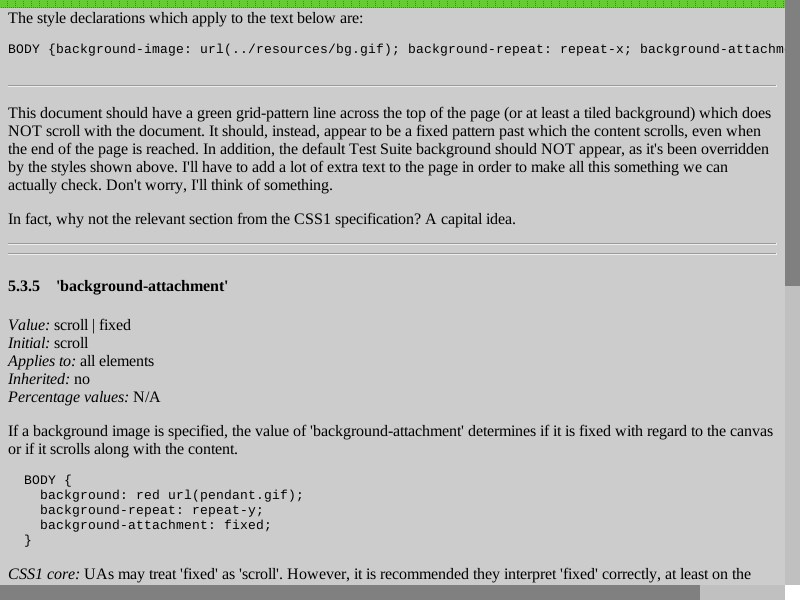 The style declarations which apply to the text below are:
BODY {background-image: url(../resources/bg.gif); background-repeat: repeat-x; background-attachm
This document should have a green grid-pattern line across the top of the page (or at least a tiled background) which does
NOT scroll with the document. It should, instead, appear to be a fixed pattern past which the content scrolls, even when
the end of the page is reached. In addition, the default Test Suite background should NOT appear, as it's been overridden
by the styles shown above. I'll have to add a lot of extra text to the page in order to make all this something we can
actually check. Don't worry, I'll think of something.
In fact, why not the relevant section from the CSS1 specification? A capital idea.
5.3.5    'background-attachment'
Value: scroll | fixed
Initial: scroll
Applies to: all elements
Inherited: no
Percentage values: N/A
If a background image is specified, the value of 'background-attachment' determines if it is fixed with regard to the canvas
or if it scrolls along with the content.
BODY {
background: red url(pendant.gif);
background-repeat: repeat-y;
background-attachment: fixed;
}
CSS1 core: UAs may treat 'fixed' as 'scroll'. However, it is recommended they interpret 'fixed' correctly, at least on the